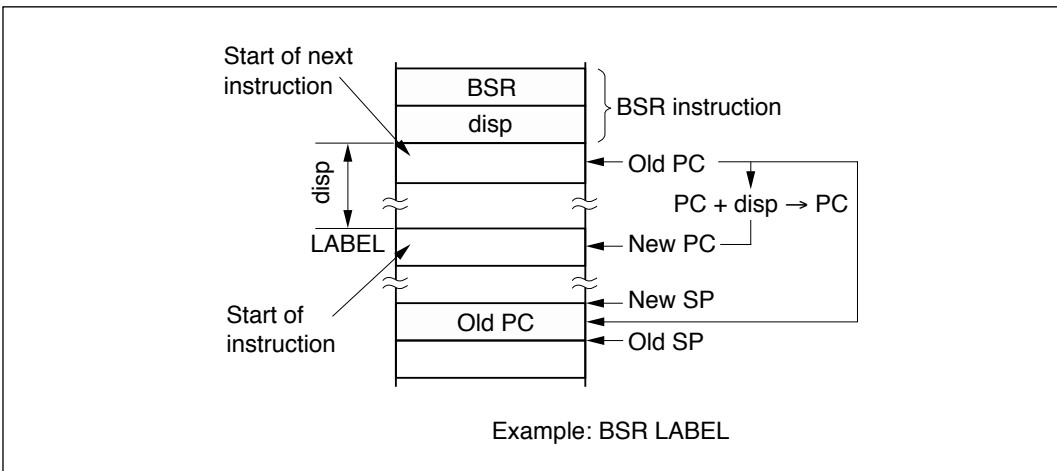 Start of next
instruction
BSR
disp
BSR instruction
disp
Old PC
PC + disp → PC
LABEL
New PC
New SP
Start of
instruction
Old PC
Old SP
Example: BSR LABEL